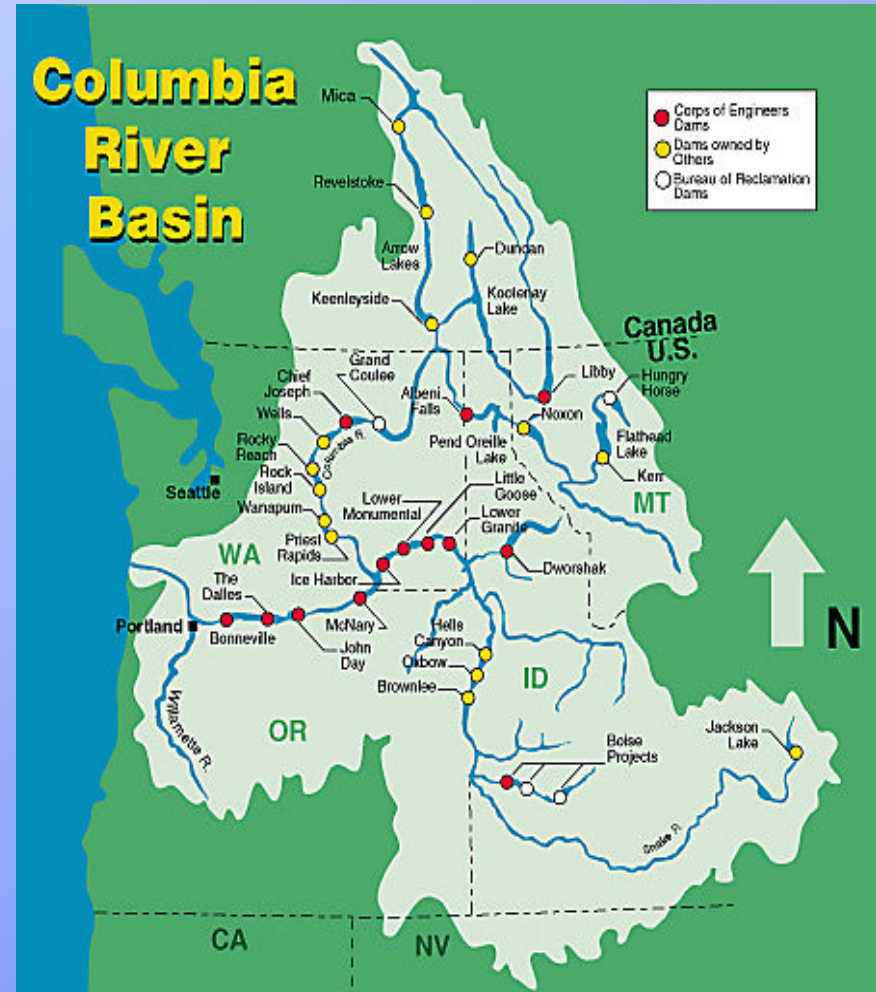 Columbia
River
Basin
Corps of Engineers
Dams
Dams owned by
Others
Bureau of Reclamation
Dams
Mica
Revelstoke
Arrow
Lakes
Duncan
Keenleyside
Kootenay
Lake
Canada
U.S.
Grand
Coulee
Chief
Joseph
Wells
Rocky
Reach
Rock
Island
Wanapum
Priest
Rapids
Columbia R.
Albeni
Falls
Pend Oreille
Lake
Noxon
Libby
Hungry
Horse
Flathead
Lake
Kerr
MT
Seattle
WA
Lower
Monumental
Little
Goose
Lower
Granite
Ice Harbor
Dworshak
The
Dalles
Portland
Bonneville
John
Day
McNary
Hells
Canyon
Oxbow
Brownlee
ID
OR
Willamette R.
Boise
Projects
Jackson
Lake
Snake R.
N
CA
NV